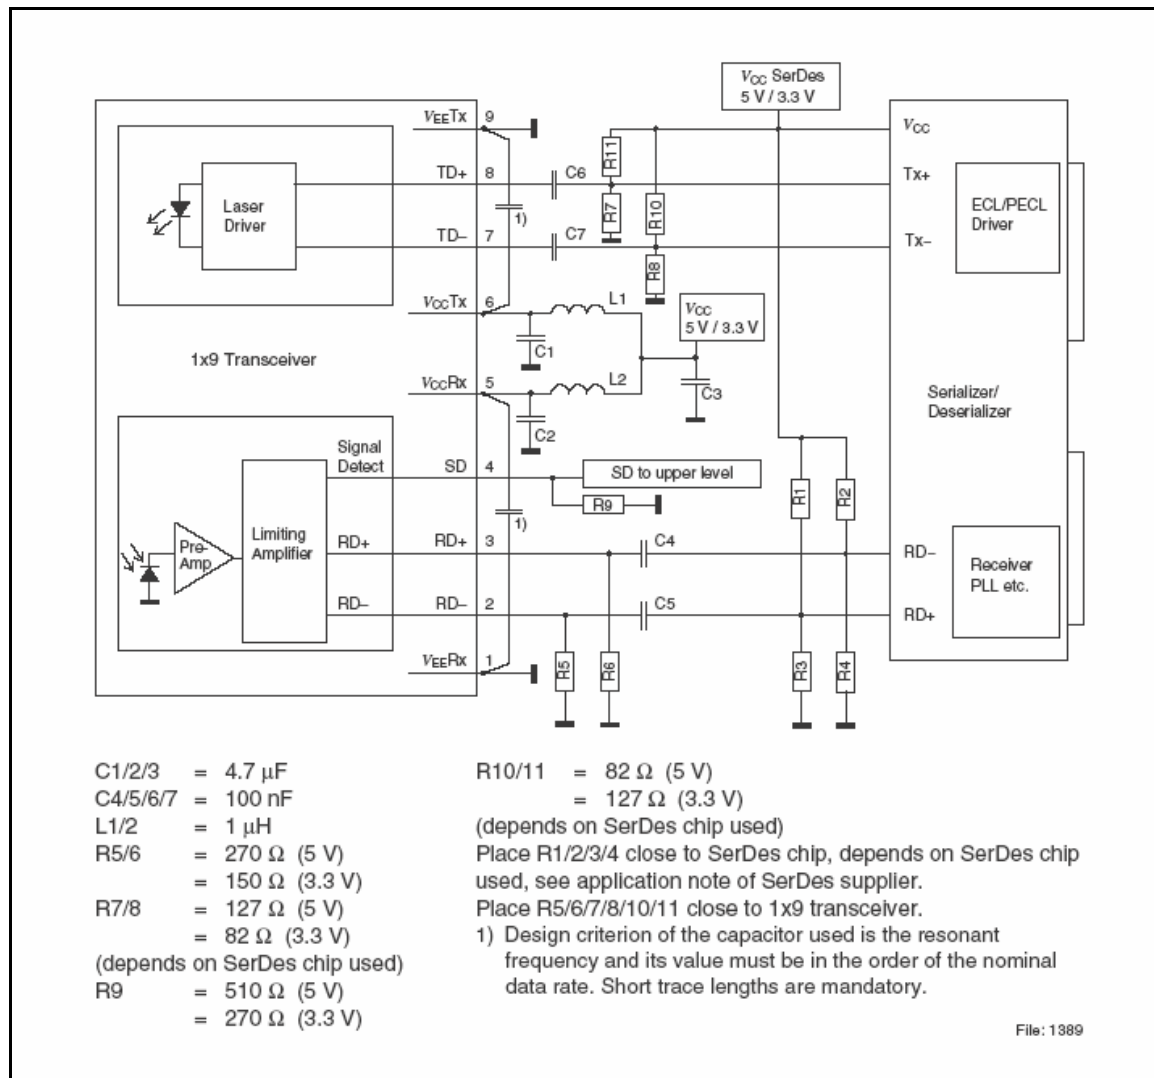 VCC SerDes
5 V / 3.3 V
VEETx 9
VCC
R11
TD+ 8 C6
Tx+
Laser
Driver
R7
R10
1)
ECL/PECL
Driver
TD– 7 C7
Tx–
R8
VCCTx 6 L1
VCC
5 V / 3.3 V
C1
1x9 Transceiver
VCCRx 5 L2
C3
Serializer/
Deserializer
C2
Signal
Detect
SD 4
SD to upper level
R9
R1
R2
1)
Limiting
Amplifier
Pre-
Amp
RD+ RD+ 3 C4
RD–
Receiver
PLL etc.
RD– RD– 2 C5
RD+
VEERx 1
R5
R6
R3
R4
C1/2/3 = 4.7 µF
C4/5/6/7 = 100 nF
L1/2 = 1 µH
R5/6 = 270 Ω (5 V)
= 150 Ω (3.3 V)
R7/8 = 127 Ω (5 V)
= 82 Ω (3.3 V)
(depends on SerDes chip used)
R9 = 510 Ω (5 V)
= 270 Ω (3.3 V)
R10/11 = 82 Ω (5 V)
= 127 Ω (3.3 V)
(depends on SerDes chip used)
Place R1/2/3/4 close to SerDes chip, depends on SerDes chip
used, see application note of SerDes supplier.
Place R5/6/7/8/10/11 close to 1x9 transceiver.
1) Design criterion of the capacitor used is the resonant
frequency and its value must be in the order of the nominal
data rate. Short trace lengths are mandatory.
File: 1389